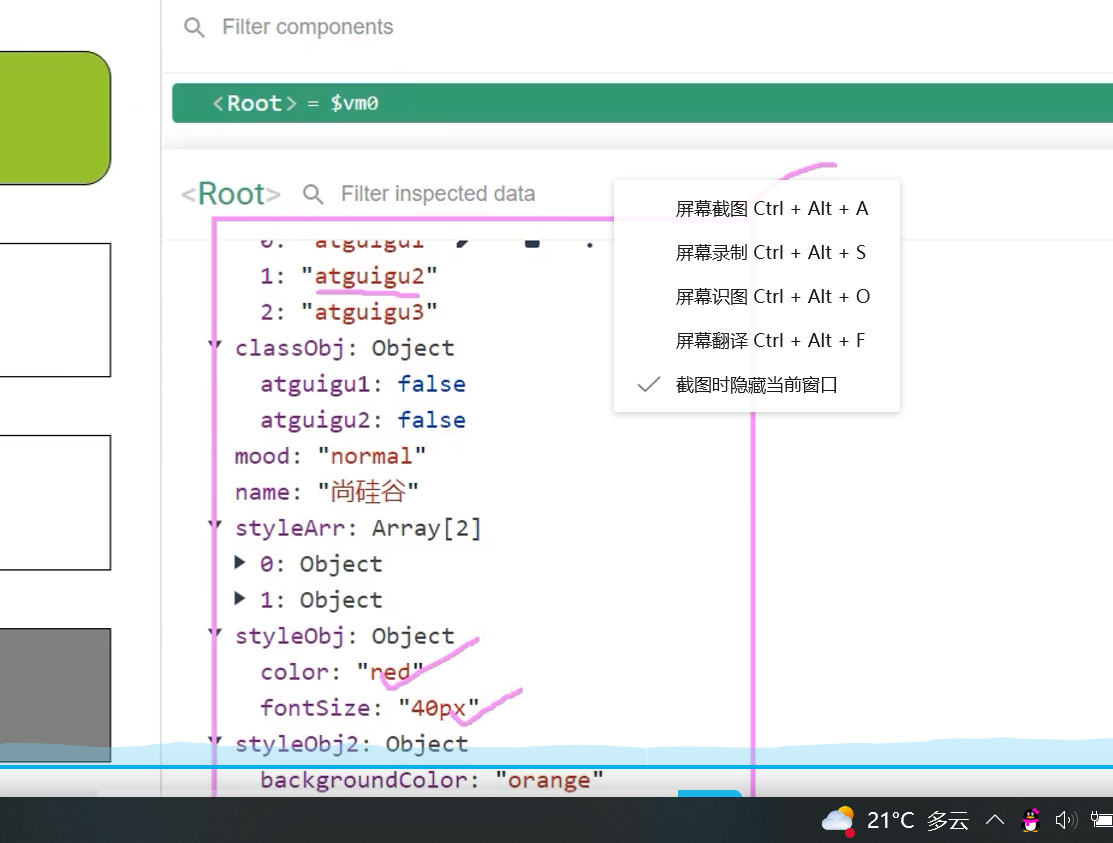 Filter components
<Root> = $vm0
<Root> Filter inspected data
屏幕截图 Ctrl + Alt + A
屏幕录制 Ctrl + Alt + S
屏幕识图 Ctrl + Alt + O
屏幕翻译 Ctrl + Alt + F
截图时隐藏当前窗口
0: "atguigu1"
1: "atguigu2"
2: "atguigu3"
classObj: Object
atguigu1: false
atguigu2: false
mood: "normal"
name: "尚硅谷"
styleArr: Array[2]
0: Object
1: Object
styleObj: Object
color: "red"
fontSize: "40px"
styleObj2: Object
backgroundColor: "orange"
21°C 多云